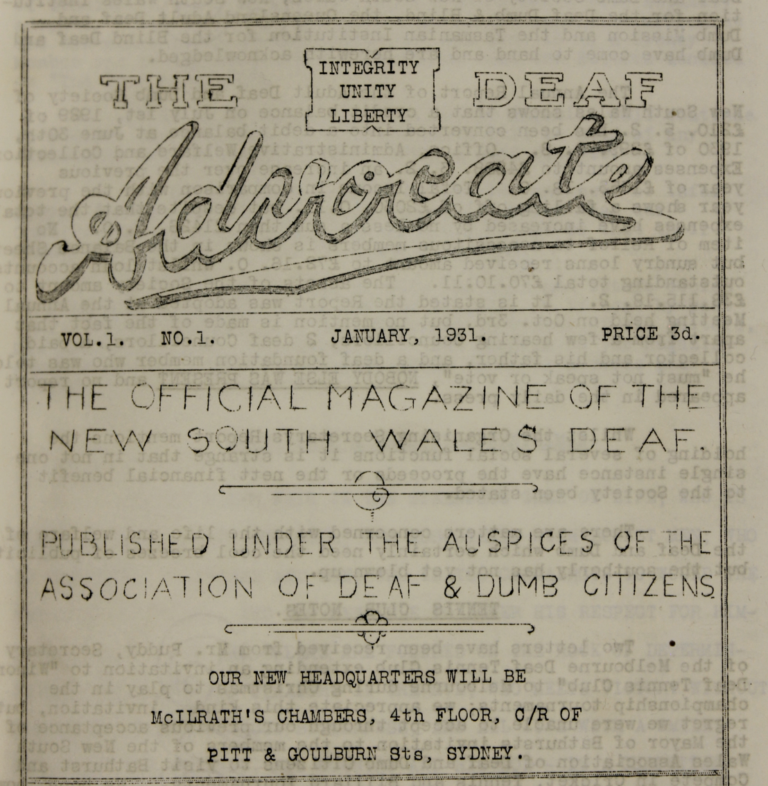 THE DEAF
INTEGRITY
UNITY
LIBERTY
Advocate
VOL.1. NO.1. JANUARY, 1931. PRICE 3d.
THE OFFICIAL MAGAZINE OF THE
NEW SOUTH WALES DEAF.
PUBLISHED UNDER THE AUSPICES OF THE
ASSOCIATION OF DEAF & DUMB CITIZENS
OUR NEW HEADQUARTERS WILL BE
McILRATH'S CHAMBERS, 4th FLOOR, C/R OF
PITT & GOULBURN Sts, SYDNEY.